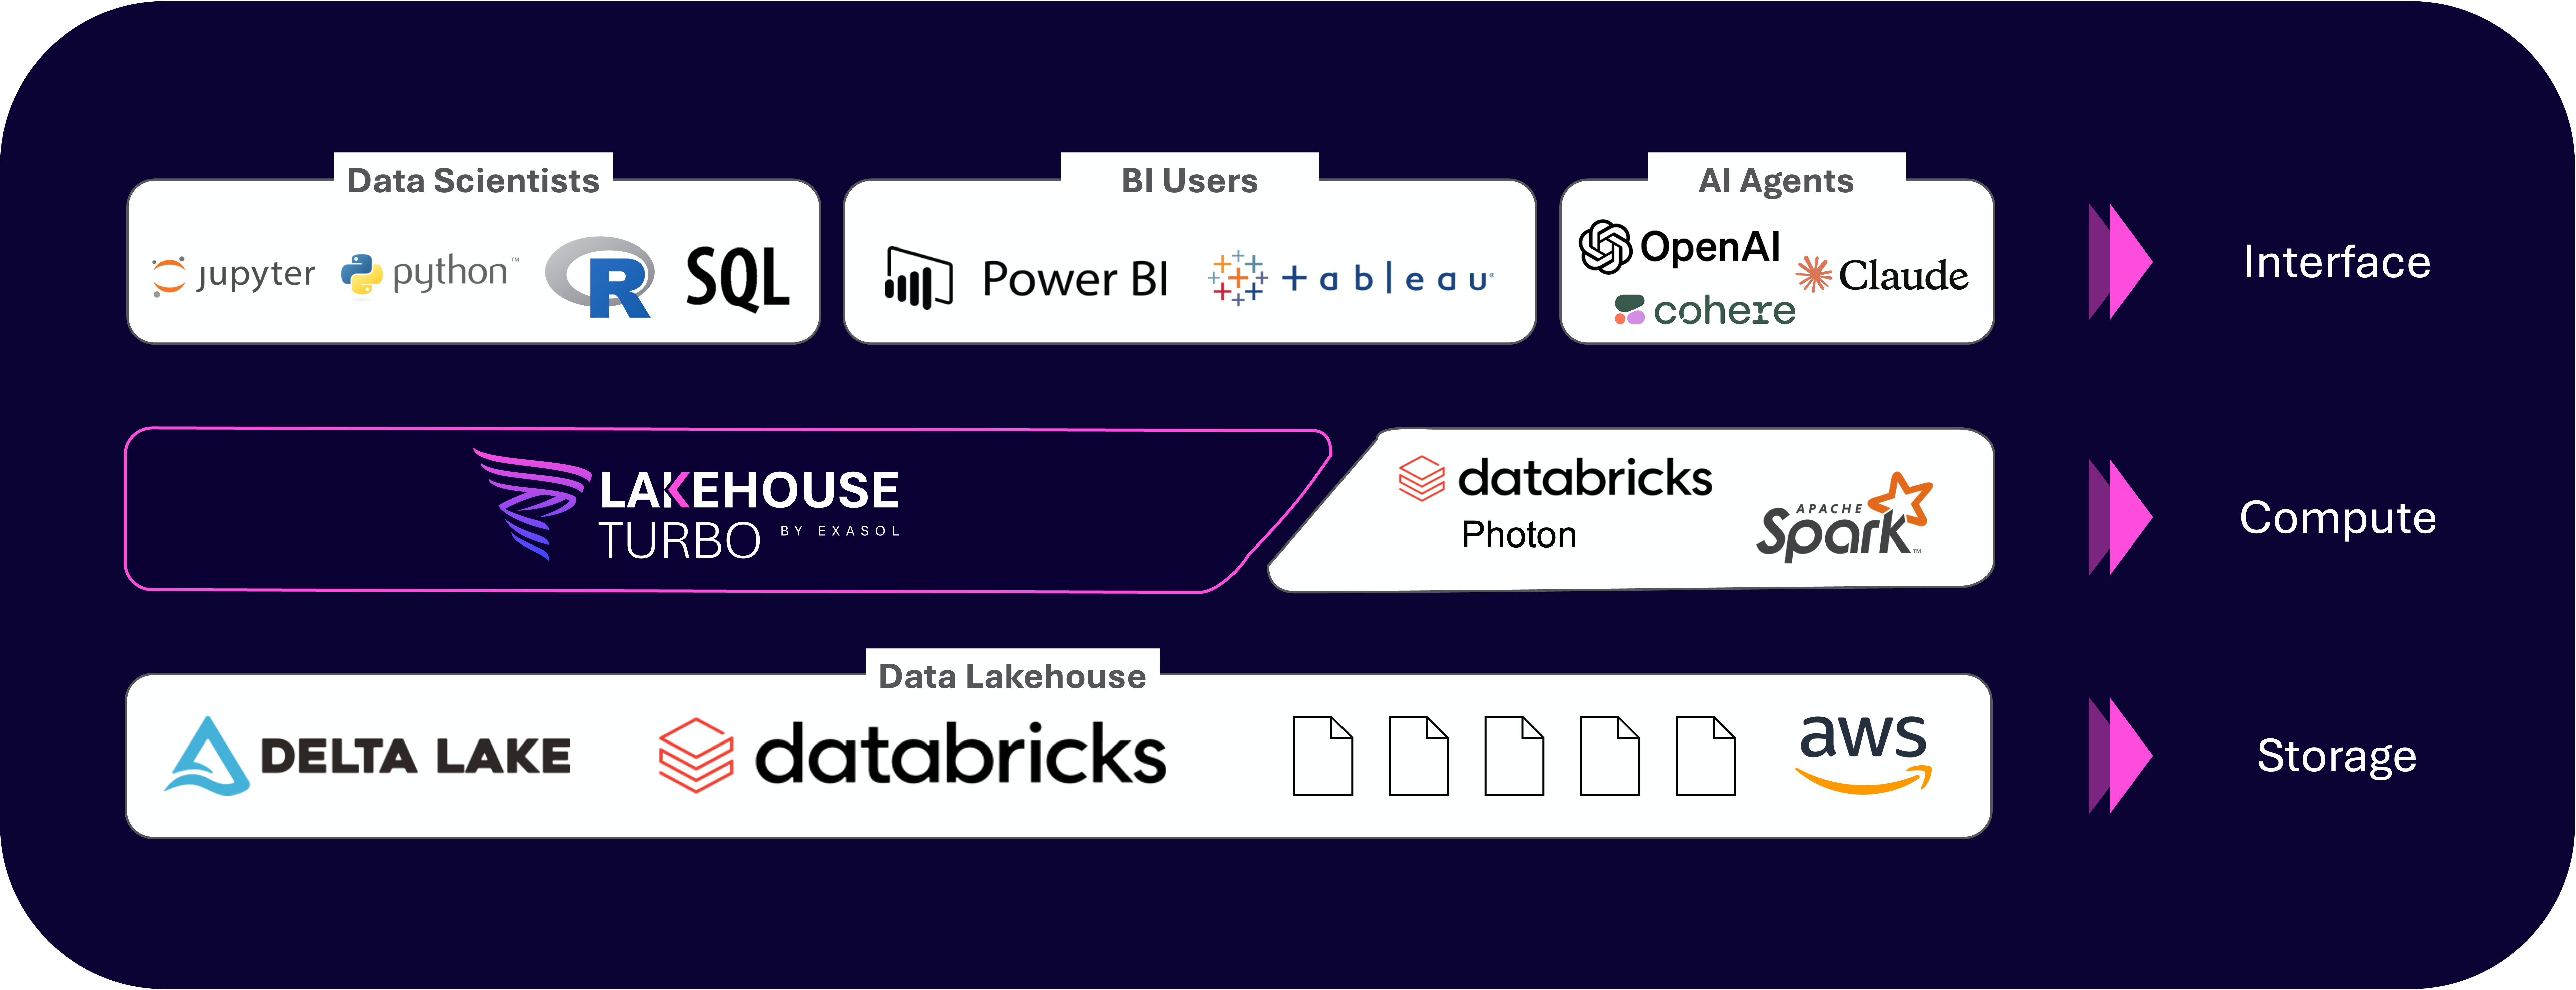 Data Scientists
BI Users
AI Agents
jupyter
python™
R
SQL
Power BI
+ a b l e a u
OpenAI
Claude
cohere
Interface
LAKEHOUSE
TURBO BY EXASOL
databricks
Photon
APACHE
Spark™
Compute
Data Lakehouse
DELTA LAKE
databricks
aws
Storage